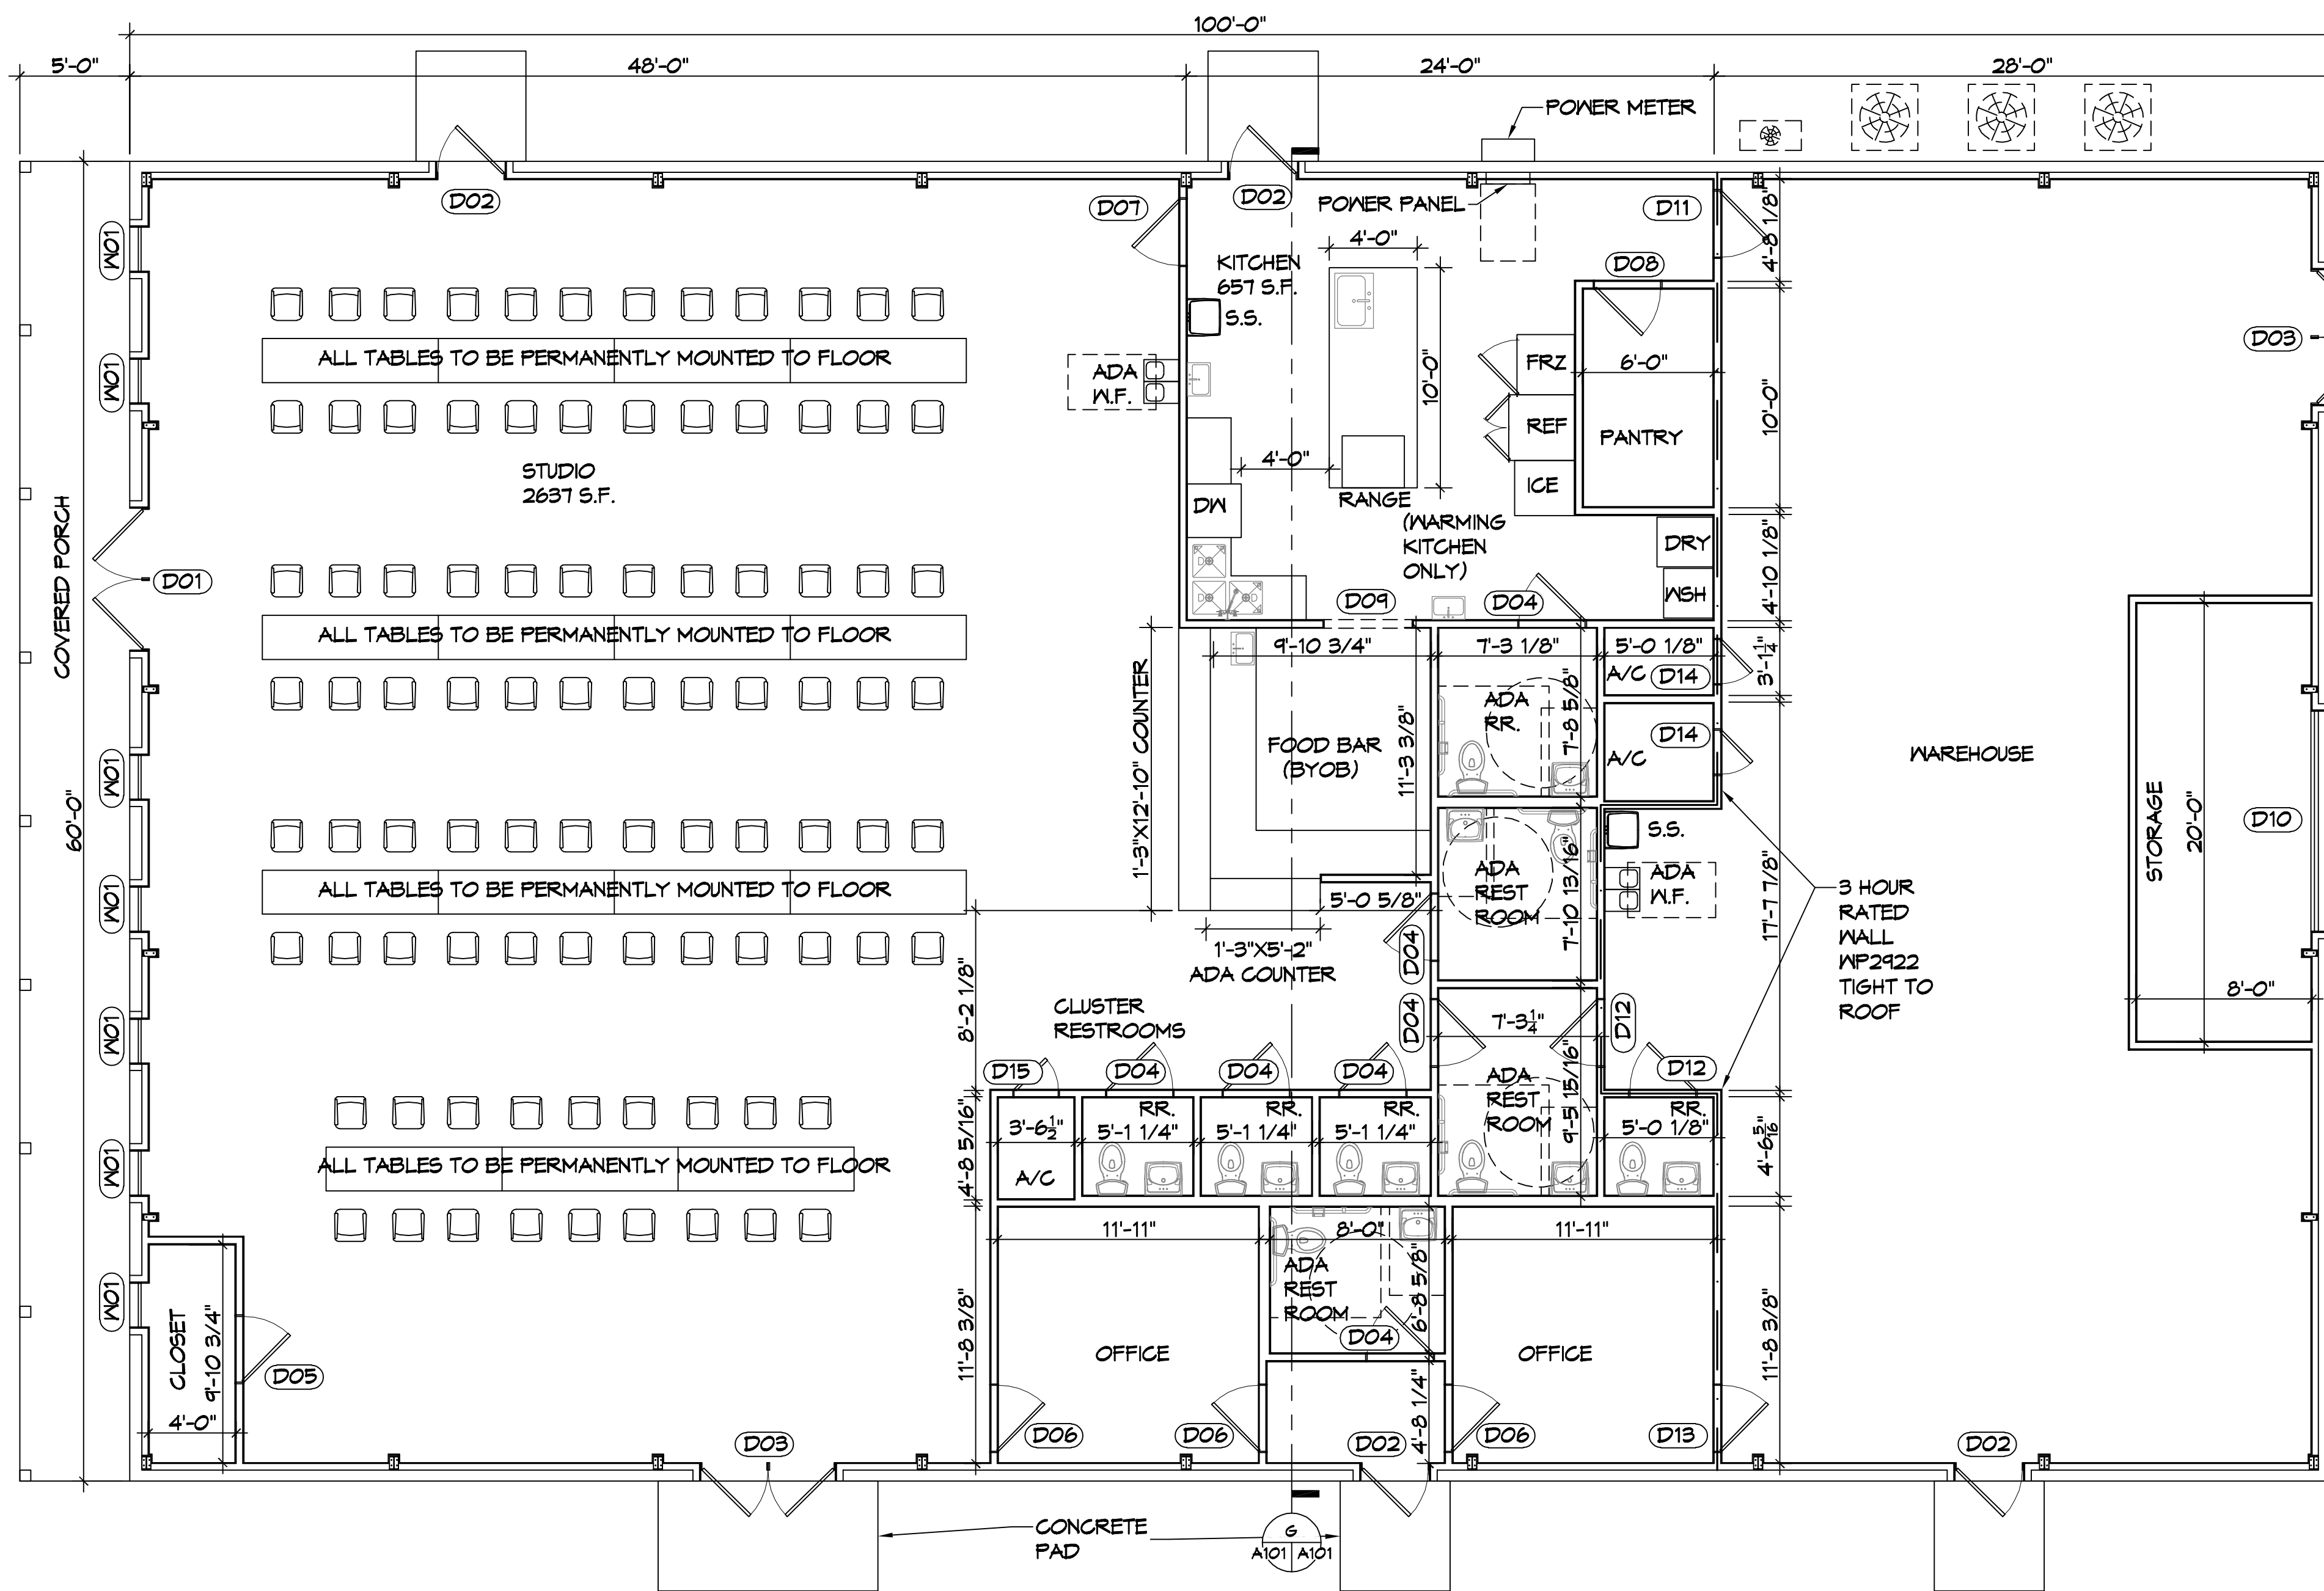 100'-0"
5'-0"
48'-0"
24'-0"
28'-0"
POWER METER
D02
D07
D02
POWER PANEL
D11
4'-8 1/8"
W01
4'-0"
KITCHEN
657 S.F.
D08
S.S.
D03
ALL TABLES TO BE PERMANENTLY MOUNTED TO FLOOR
ADA
W.F.
10'-0"
FRZ
6'-0"
W01
REF
PANTRY
10'-0"
STUDIO
2637 S.F.
4'-0"
ICE
RANGE
DW
(WARMING
KITCHEN
ONLY)
COVERED PORCH
D01
DRY
4'-10 1/8"
WSH
D09
D04
ALL TABLES TO BE PERMANENTLY MOUNTED TO FLOOR
9'-10 3/4"
7'-3 1/8"
5'-0 1/8"
3'-1 1/4"
A/C
D14
ADA
RR.
7'-8 5/8"
1'-3"X12'-10" COUNTER
FOOD BAR
(BYOB)
11'-3 3/8"
D14
A/C
WAREHOUSE
W01
60'-0"
STORAGE
20'-0"
D10
S.S.
ALL TABLES TO BE PERMANENTLY MOUNTED TO FLOOR
ADA
REST
ROOM
7'-10 13/16"
ADA
W.F.
17'-7 7/8"
3 HOUR
RATED
WALL
WP2922
TIGHT TO
ROOF
W01
5'-0 5/8"
D04
1'-3"X5'-2"
ADA COUNTER
8'-2 1/8"
8'-0"
CLUSTER
RESTROOMS
D04
7'-3 1/4"
D12
W01
D15
D04
D04
D04
D12
ADA
REST
ROOM
9'-5 15/16"
RR.
RR.
RR.
RR.
3'-6 1/2"
5'-1 1/4"
5'-1 1/4"
5'-1 1/4"
5'-0 1/8"
4'-6 5/16"
4'-8 5/16"
A/C
ALL TABLES TO BE PERMANENTLY MOUNTED TO FLOOR
W01
11'-11"
8'-0"
11'-11"
ADA
REST
ROOM
6'-8 5/8"
W01
CLOSET
9'-10 3/4"
D04
OFFICE
OFFICE
11'-8 3/8"
11'-8 3/8"
D05
4'-0"
4'-8 1/4"
D03
D06
D06
D02
D06
D13
D02
CONCRETE
PAD
G
A101
A101